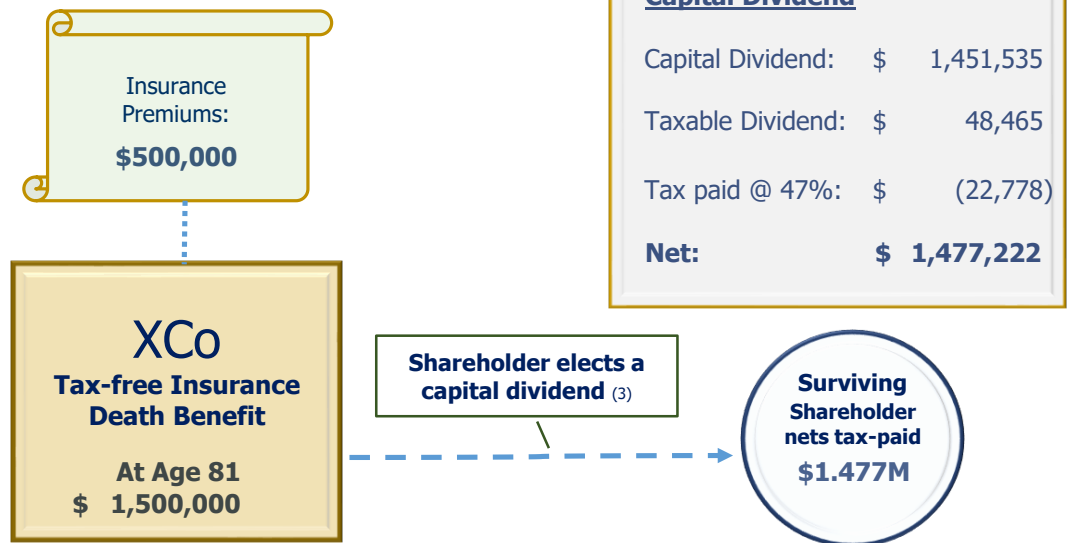 Capital Dividend
Capital Dividend: $ 1,451,535
Taxable Dividend: $ 48,465
Tax paid @ 47%: $ (22,778)
Net: $ 1,477,222
Insurance
Premiums:
$500,000
XCo
Tax-free Insurance
Death Benefit
At Age 81
$ 1,500,000
Shareholder elects a
capital dividend (3)
Surviving
Shareholder
nets tax-paid
$1.477M